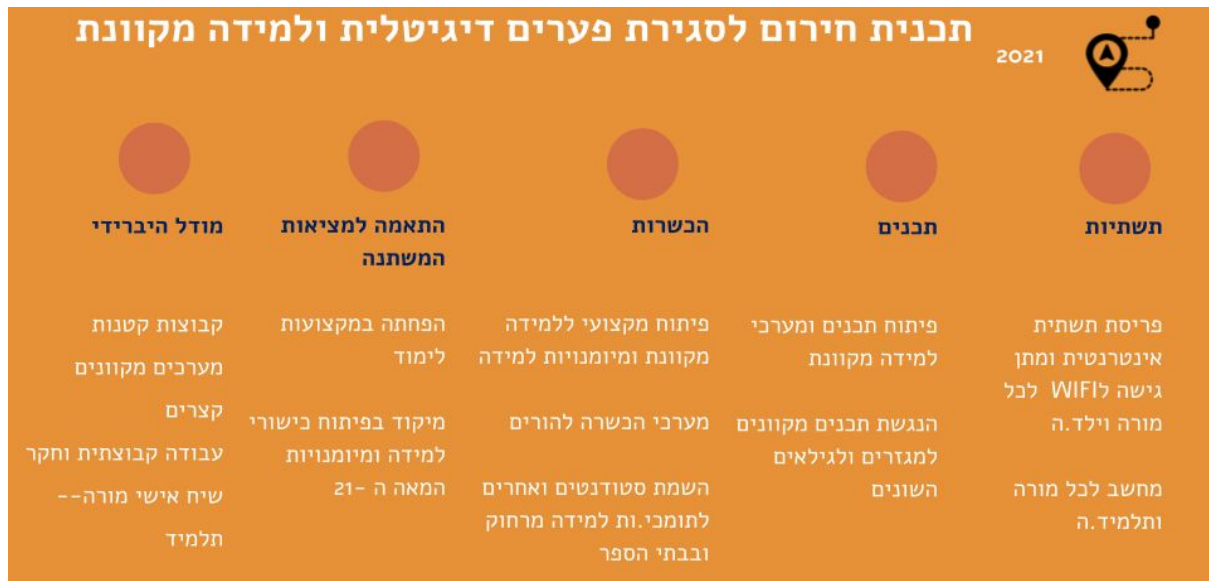 תכנית חירום לסגירת פערים דיגיטלית ולמידה מקוונת
2021
תשתיות
פריסת תשתית
אינטרנטית ומתן
גישה לWIFI לכל
מורה וילד.ה
מחשב לכל מורה
ותלמיד.ה
תכנים
פיתוח תכנים ומערכי
למידה מקוונת
הנגשת תכנים מקוונים
למגזרים ולגילאים
השונים
הכשרות
פיתוח מקצועי ללמידה
מקוונת ומיומנויות למידה
מערכי הכשרה להורים
השמת סטודנטים ואחרים
לתומכי.ות למידה מרחוק
ובבתי הספר
התאמה למציאות
המשתנה
הפחתה במקצועות
לימוד
מיקוד בפיתוח כישורי
למידה ומיומנויות
המאה ה -21
מודל היברידי
קבוצות קטנות
מערכים מקוונים
קצרים
עבודה קבוצתית וחקר
שיח אישי מורה--
תלמיד